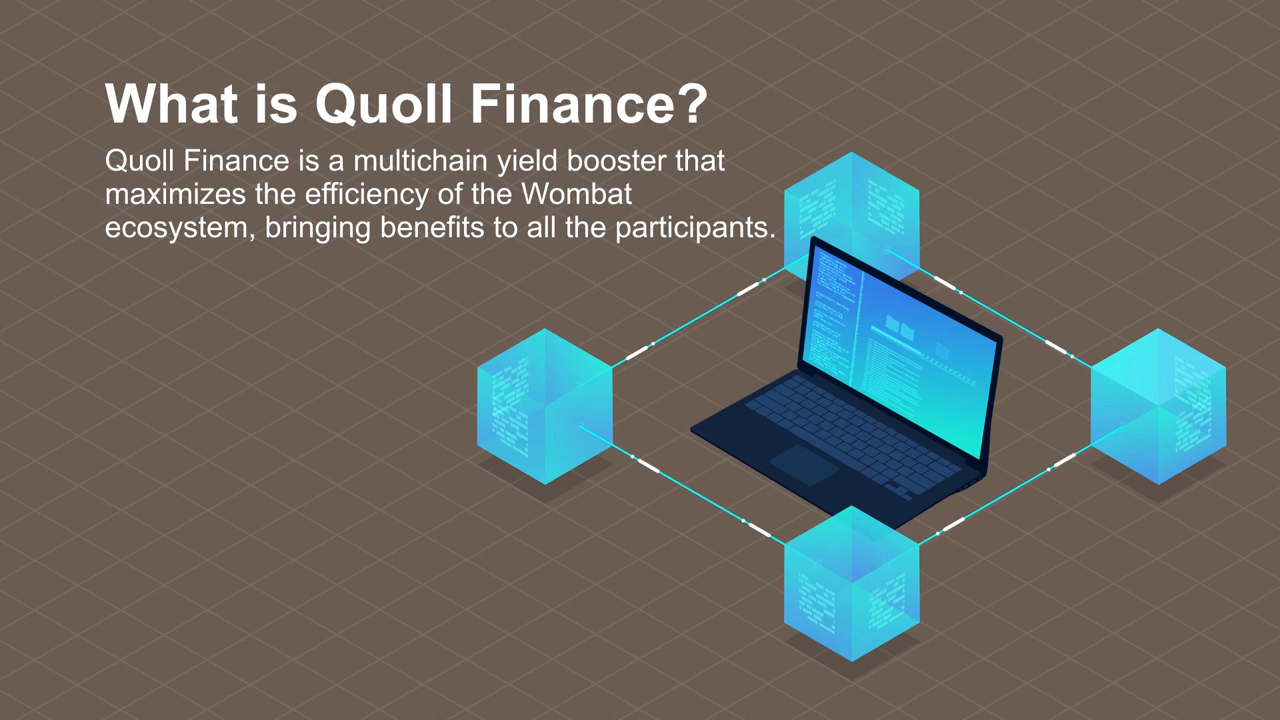 What is Quoll Finance?
Quoll Finance is a multichain yield booster that
maximizes the efficiency of the Wombat
ecosystem, bringing benefits to all the participants.